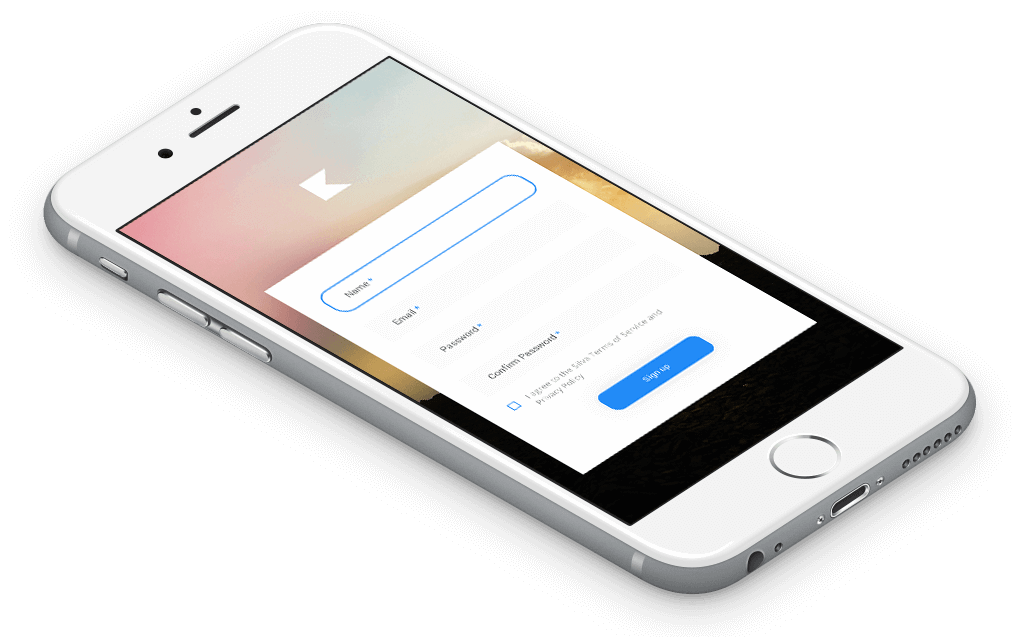 Name *
Email *
Password *
Confirm Password *
I agree to the Silva Terms of Service and
Privacy Policy
Sign up